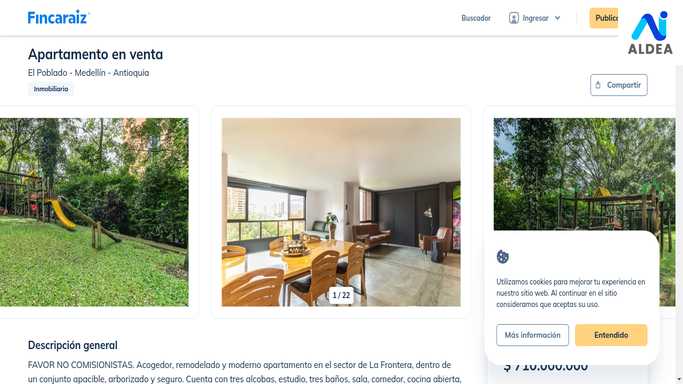 Fincaraiz
Buscador
Ingresar
Public
ALDEA
Apartamento en venta
El Poblado - Medellín - Antioquia
Inmobiliario
Compartir
1 / 22
Utilizamos cookies para mejorar tu experiencia en
nuestro sitio web. Al continuar en el sitio
consideramos que aceptas su uso.
Más información
Entendido
$ 710.000.000
Descripción general
FAVOR NO COMISIONISTAS. Acogedor, remodelado y moderno apartamento en el sector de La Frontera, dentro de
un conjunto apacible, arborizado y seguro. Cuenta con tres alcobas, estudio, tres baños, sala, comedor, cocina abierta,